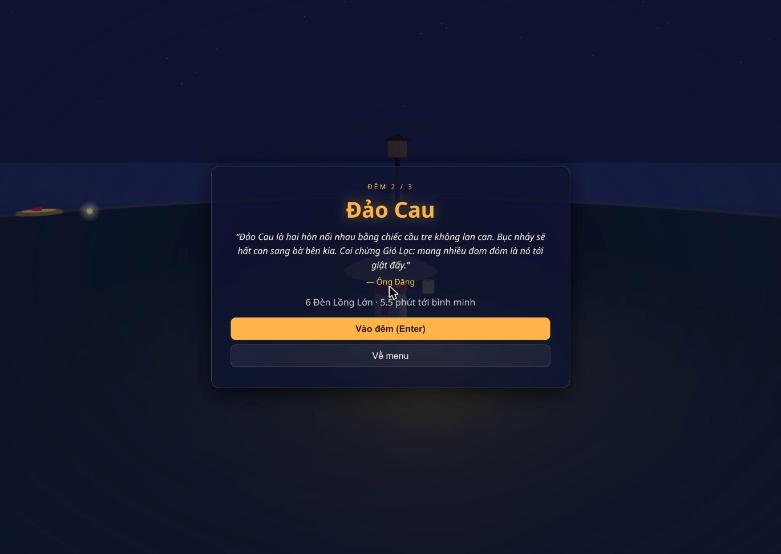 ĐÊM 2 / 3
Đảo Cau
“Đảo Cau là hai hòn nối nhau bằng chiếc cầu tre không lan can. Bục nhảy sẽ
hất con sang bờ bên kia. Coi chừng Gió Lạc: mang nhiều đom đóm là nó tới
giật đấy.”
— Ông Đăng
6 Đèn Lồng Lớn · 5.5 phút tới bình minh
Vào đêm (Enter)
Về menu